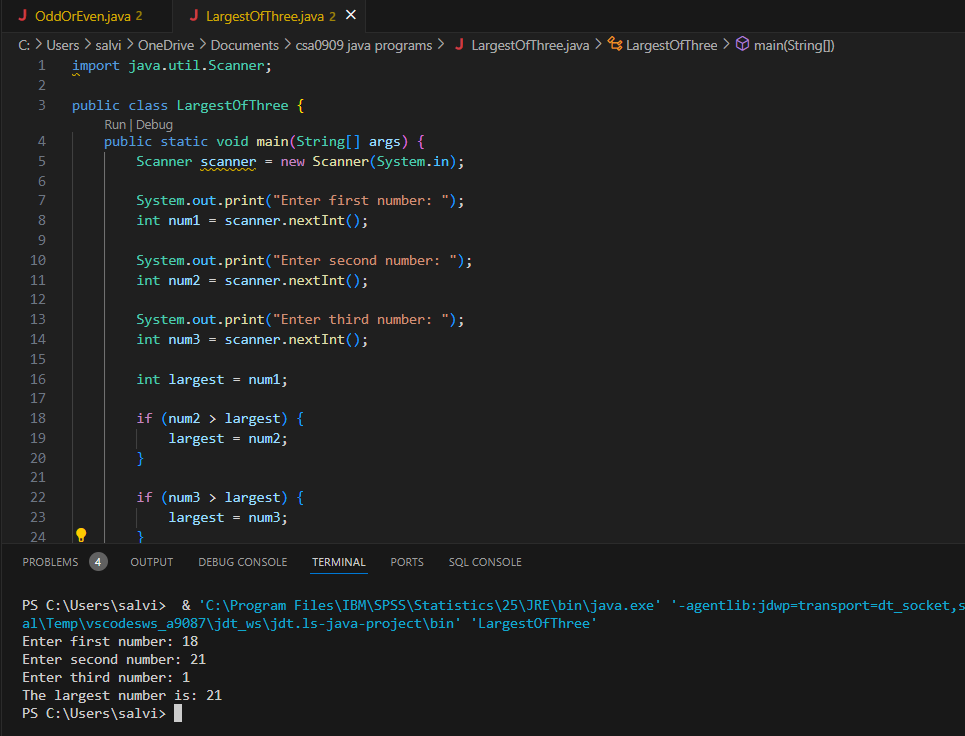 OddOrEven.java 2 LargestOfThree.java 2
C: > Users > salvi > OneDrive > Documents > csa0909 java programs > LargestOfThree.java > LargestOfThree > main(String[])
1 import java.util.Scanner;
2
3 public class LargestOfThree {
Run | Debug
4 public static void main(String[] args) {
5 Scanner scanner = new Scanner(System.in);
6
7 System.out.print("Enter first number: ");
8 int num1 = scanner.nextInt();
9
10 System.out.print("Enter second number: ");
11 int num2 = scanner.nextInt();
12
13 System.out.print("Enter third number: ");
14 int num3 = scanner.nextInt();
15
16 int largest = num1;
17
18 if (num2 > largest) {
19 largest = num2;
20 }
21
22 if (num3 > largest) {
23 largest = num3;
24 }
PROBLEMS 4 OUTPUT DEBUG CONSOLE TERMINAL PORTS SQL CONSOLE
PS C:\Users\salvi> & 'C:\Program Files\IBM\SPSS\Statistics\25\JRE\bin\java.exe' '-agentlib:jdwp=transport=dt_socket,s
al\Temp\vscodesws_a9087\jdt_ws\jdt.ls-java-project\bin' 'LargestOfThree'
Enter first number: 18
Enter second number: 21
Enter third number: 1
The largest number is: 21
PS C:\Users\salvi>